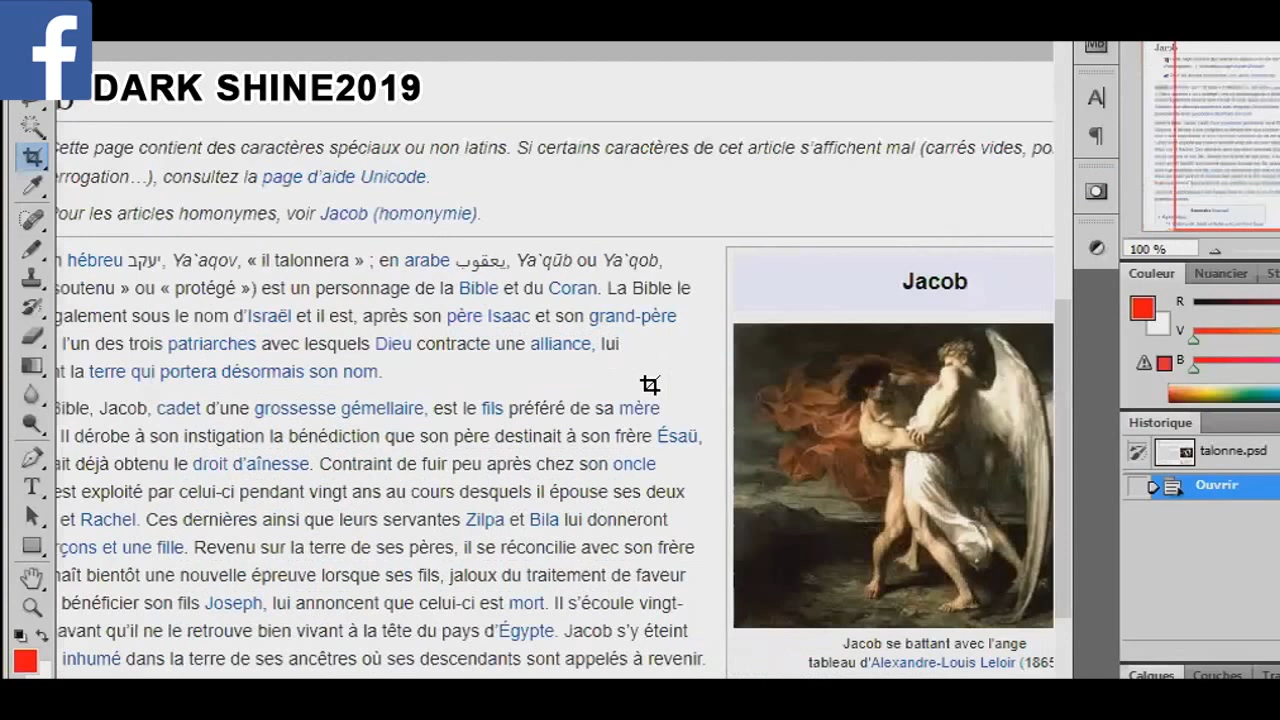 f
DARK SHINE2019
Cette page contient des caractères spéciaux ou non latins. Si certains caractères de cet article s'affichent mal (carrés vides,
errogation…), consultez la page d'aide Unicode.
Pour les articles homonymes, voir Jacob (homonymie).
n hébreu יעקב, Ya`aqov, « il talonnera » ; en arabe يعقوب, Ya`qūb ou Ya`qob,
soutenu » ou « protégé ») est un personnage de la Bible et du Coran. La Bible le
galement sous le nom d'Israël et il est, après son père Isaac et son grand-père
l'un des trois patriarches avec lesquels Dieu contracte une alliance, lui
t la terre qui portera désormais son nom.
Bible, Jacob, cadet d'une grossesse gémellaire, est le fils préféré de sa mère
Il dérobe à son instigation la bénédiction que son père destinait à son frère Ésaü,
ait déjà obtenu le droit d'aînesse. Contraint de fuir peu après chez son oncle
est exploité par celui-ci pendant vingt ans au cours desquels il épouse ses deux
et Rachel. Ces dernières ainsi que leurs servantes Zilpa et Bila lui donneront
rçons et une fille. Revenu sur la terre de ses pères, il se réconcilie avec son frère
naît bientôt une nouvelle épreuve lorsque ses fils, jaloux du traitement de faveur
bénéficier son fils Joseph, lui annoncent que celui-ci est mort. Il s'écoule vingt-
avant qu'il ne le retrouve bien vivant à la tête du pays d'Égypte. Jacob s'y éteint
inhumé dans la terre de ses ancêtres où ses descendants sont appelés à revenir.
Jacob
Jacob se battant avec l'ange
tableau d'Alexandre-Louis Leloir (1865
Mb
A
¶
100 %
Couleur Nuancier St
R
V
B
Historique
talonne.psd
Ouvrir
Calques Couches Tra
T